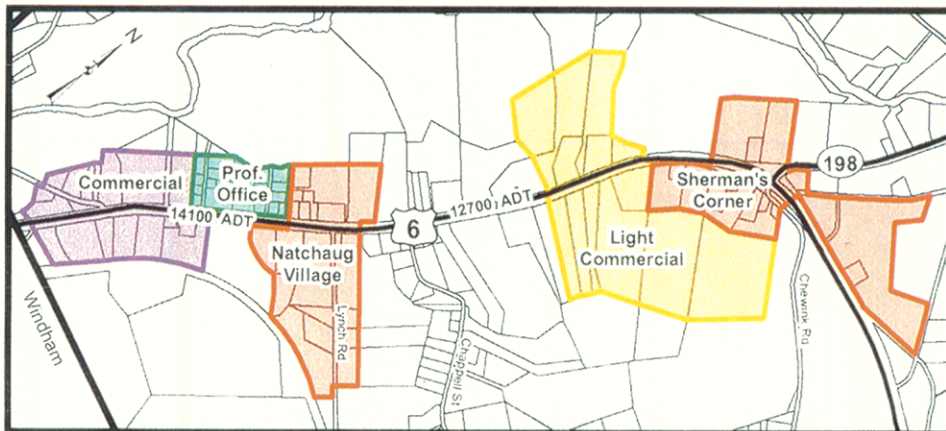 N
198
Commercial
Prof.
Office
Sherman's
Corner
14100 ADT
6
12700 ADT
Natchaug
Village
Light
Commercial
Windham
Lynch Rd
Chappell St
Chewink Rd